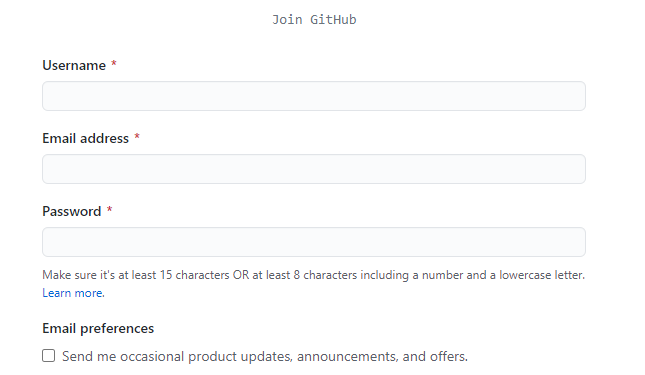 Join GitHub
Username *
Email address *
Password *
Make sure it's at least 15 characters OR at least 8 characters including a number and a lowercase letter.
Learn more.
Email preferences
Send me occasional product updates, announcements, and offers.